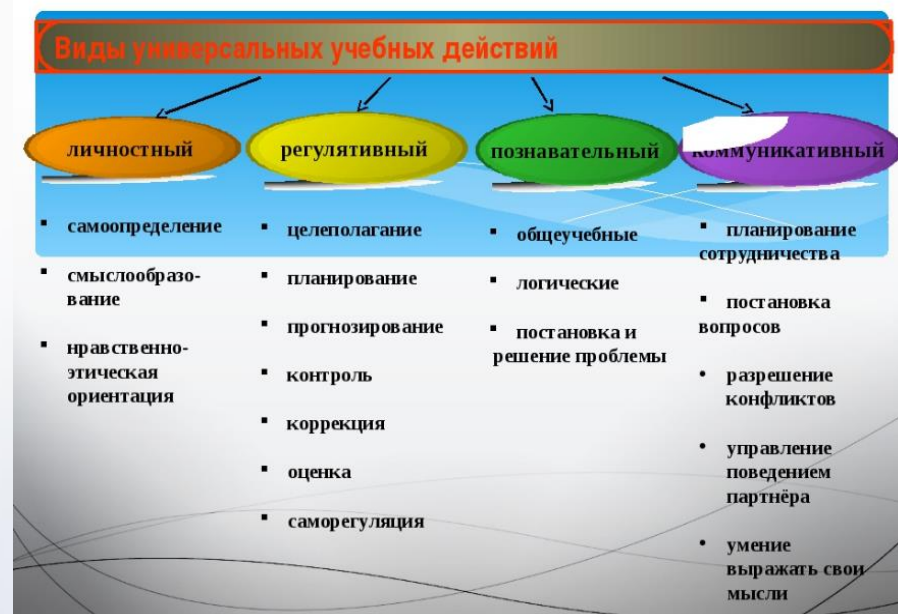 Виды универсальных учебных действий
личностный
регулятивный
познавательный
коммуникативный
самоопределение
смыслообразо-
вание
нравственно-
этическая
ориентация
целеполагание
планирование
прогнозирование
контроль
коррекция
оценка
саморегуляция
общеучебные
логические
постановка и
решение проблемы
планирование
сотрудничества
постановка
вопросов
разрешение
конфликтов
управление
поведением
партнёра
умение
выражать свои
мысли